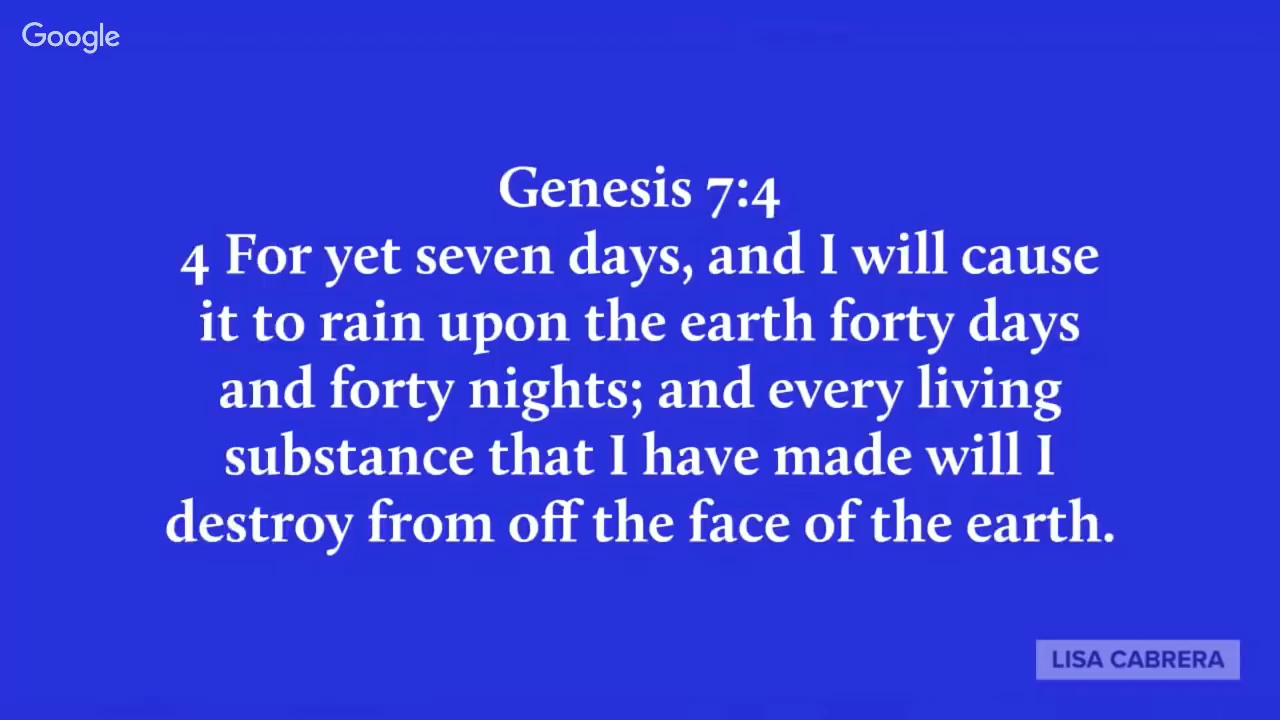 Google
Genesis 7:4
4 For yet seven days, and I will cause
it to rain upon the earth forty days
and forty nights; and every living
substance that I have made will I
destroy from off the face of the earth.
LISA CABRERA